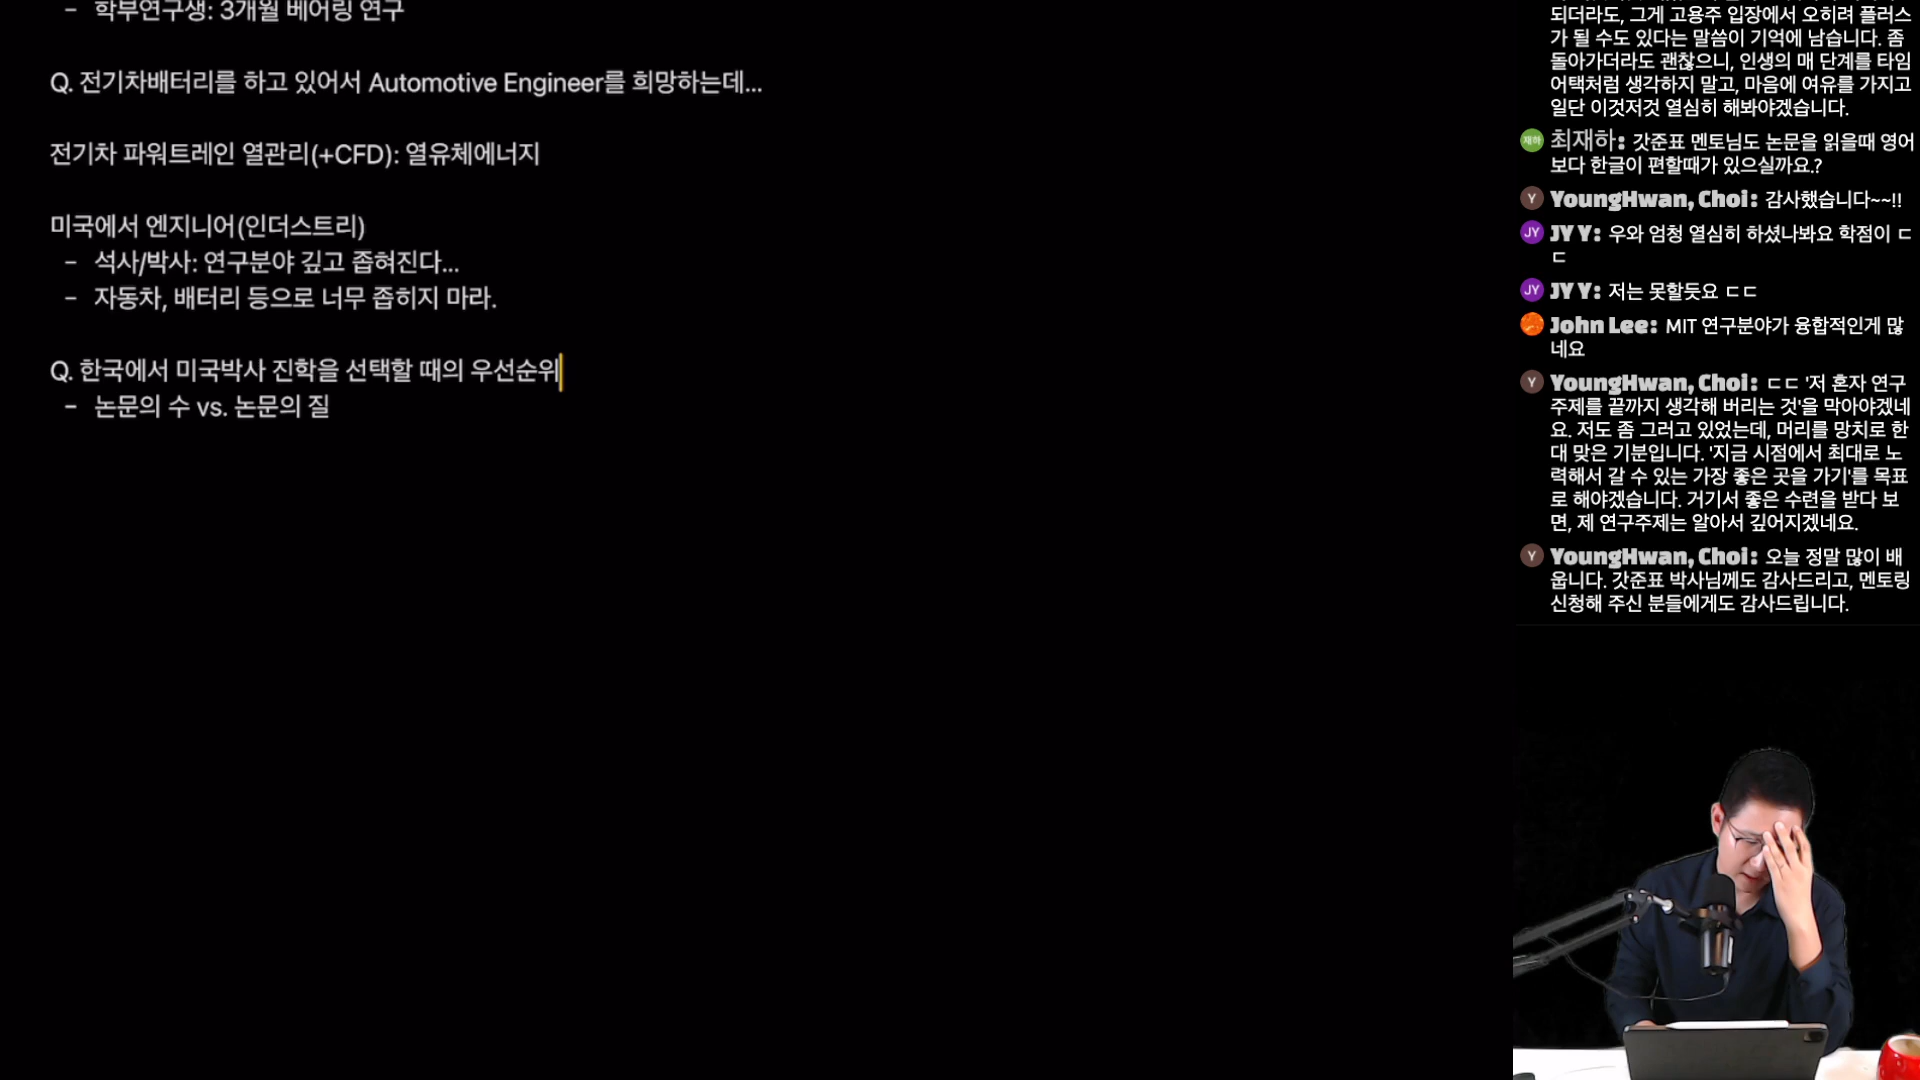 - 학부연구생: 3개월 베어링 연구
Q. 전기차배터리를 하고 있어서 Automotive Engineer를 희망하는데...
전기차 파워트레인 열관리(+CFD): 열유체에너지
미국에서 엔지니어(인더스트리)
- 석사/박사: 연구분야 깊고 좁혀진다...
- 자동차, 배터리 등으로 너무 좁히지 마라.
Q. 한국에서 미국박사 진학을 선택할 때의 우선순위
- 논문의 수 vs. 논문의 질
되더라도, 그게 고용주 입장에서 오히려 플러스
가 될 수도 있다는 말씀이 기억에 남습니다. 좀
돌아가더라도 괜찮으니, 인생의 매 단계를 타임
어택처럼 생각하지 말고, 마음에 여유를 가지고
일단 이것저것 열심히 해봐야겠습니다.
재하 최재하: 갓준표 멘토님도 논문을 읽을때 영어
보다 한글이 편할때가 있으실까요.?
Y YoungHwan, Choi: 감사했습니다~~!!
JY JY Y: 우와 엄청 열심히 하셨나봐요 학점이 ㄷ
ㄷ
JY JY Y: 저는 못할듯요 ㄷㄷ
John Lee: MIT 연구분야가 융합적인게 많
네요
Y YoungHwan, Choi: ㄷㄷ '저 혼자 연구
주제를 끝까지 생각해 버리는 것'을 막아야겠네
요. 저도 좀 그러고 있었는데, 머리를 망치로 한
대 맞은 기분입니다. '지금 시점에서 최대로 노
력해서 갈 수 있는 가장 좋은 곳을 가기'를 목표
로 해야겠습니다. 거기서 좋은 수련을 받다 보
면, 제 연구주제는 알아서 깊어지겠네요.
Y YoungHwan, Choi: 오늘 정말 많이 배
웁니다. 갓준표 박사님께도 감사드리고, 멘토링
신청해 주신 분들에게도 감사드립니다.